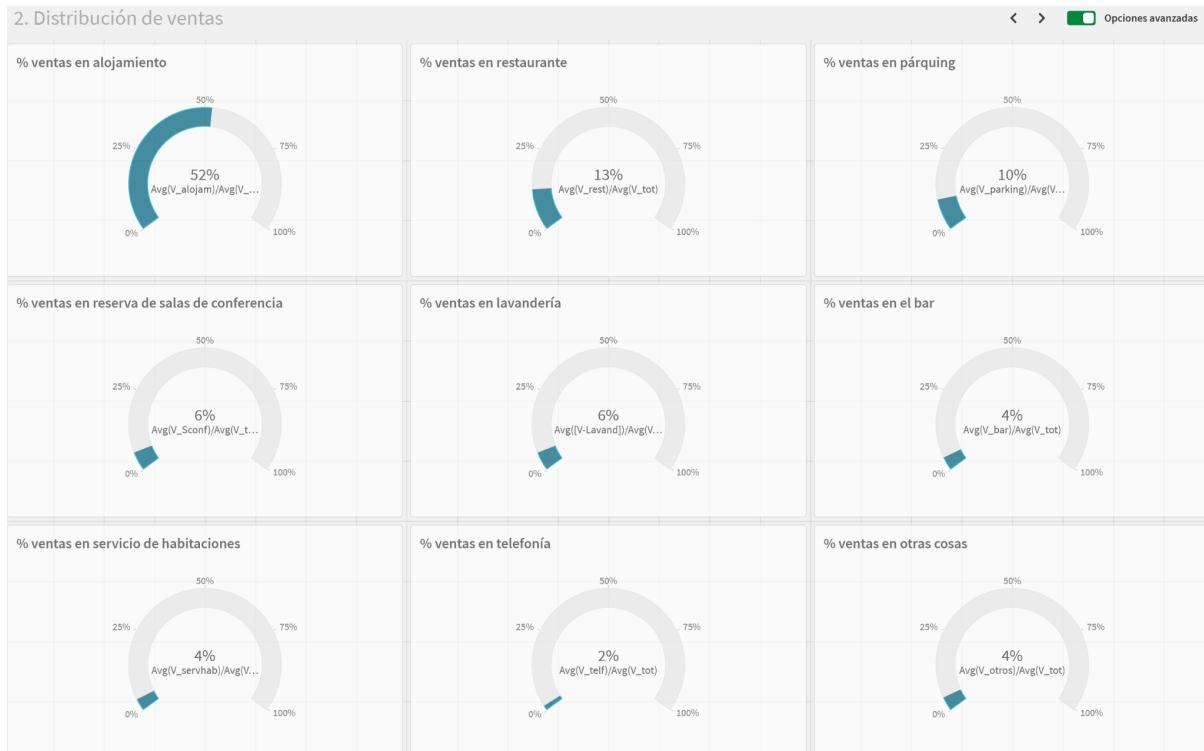 2. Distribución de ventas
Opciones avanzadas
% ventas en alojamiento
50%
25%
75%
52%
Avg(V_alojam)/Avg(V_...
0%
100%
% ventas en restaurante
50%
25%
75%
13%
Avg(V_rest)/Avg(V_tot)
0%
100%
% ventas en párquing
50%
25%
75%
10%
Avg(V_parking)/Avg(V...
0%
100%
% ventas en reserva de salas de conferencia
50%
25%
75%
6%
Avg(V_Sconf)/Avg(V_t...
0%
100%
% ventas en lavandería
50%
25%
75%
6%
Avg([V-Lavand])/Avg(V...
0%
100%
% ventas en el bar
50%
25%
75%
4%
Avg(V_bar)/Avg(V_tot)
0%
100%
% ventas en servicio de habitaciones
50%
25%
75%
4%
Avg(V_servhab)/Avg(V...
0%
100%
% ventas en telefonía
50%
25%
75%
2%
Avg(V_telf)/Avg(V_tot)
0%
100%
% ventas en otras cosas
50%
25%
75%
4%
Avg(V_otros)/Avg(V_tot)
0%
100%